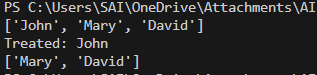 PS C:\Users\SAI\OneDrive\Attachments\AI
['John', 'Mary', 'David']
Treated: John
['Mary', 'David']